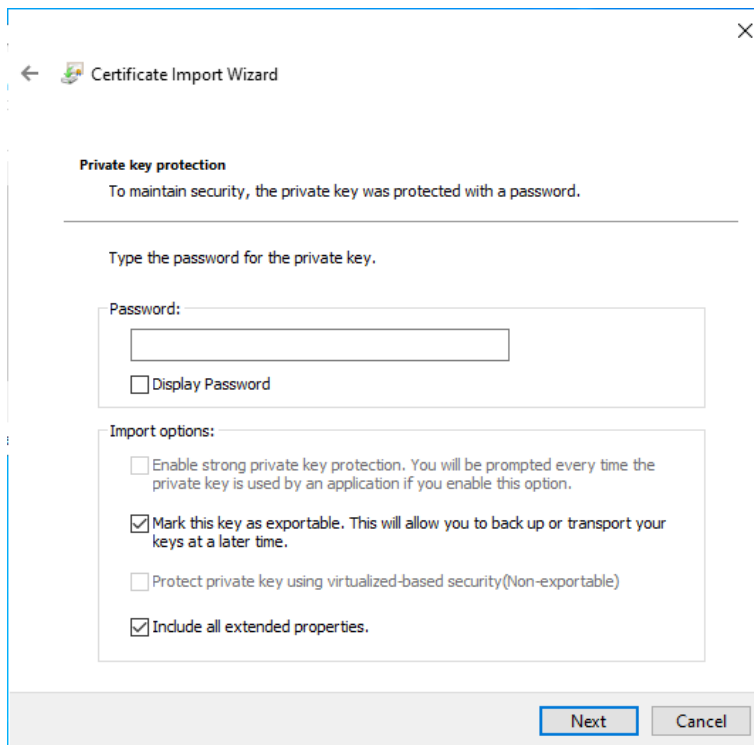 Certificate Import Wizard
Private key protection
To maintain security, the private key was protected with a password.
Type the password for the private key.
Password:
Display Password
Import options:
Enable strong private key protection. You will be prompted every time the
private key is used by an application if you enable this option.
Mark this key as exportable. This will allow you to back up or transport your
keys at a later time.
Protect private key using virtualized-based security(Non-exportable)
Include all extended properties.
Next
Cancel